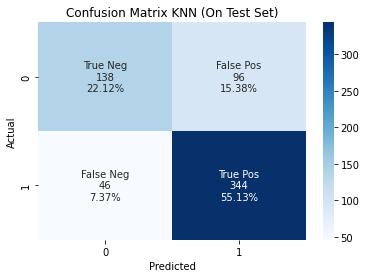 Confusion Matrix KNN (On Test Set)
True Neg
138
22.12%
False Pos
96
15.38%
False Neg
46
7.37%
True Pos
344
55.13%
0
1
Actual
0
1
Predicted
300
250
200
150
100
50